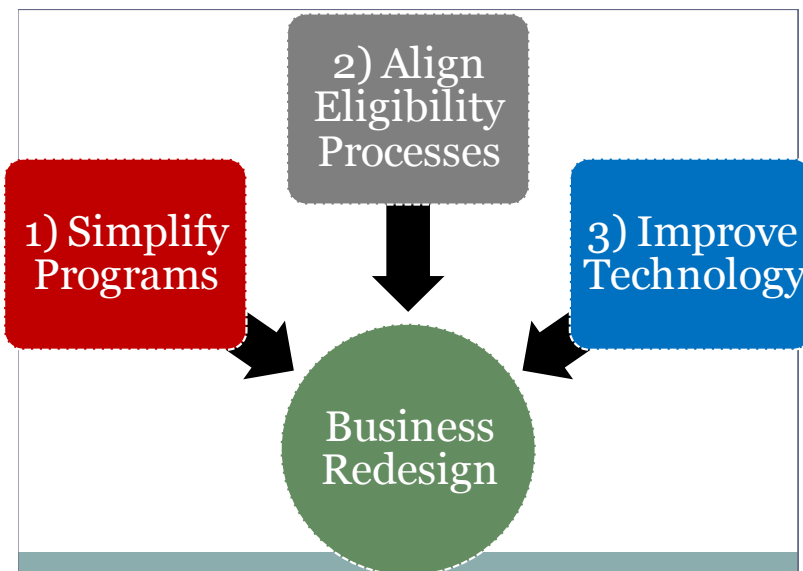 2) Align
Eligibility
Processes
1) Simplify
Programs
3) Improve
Technology
Business
Redesign